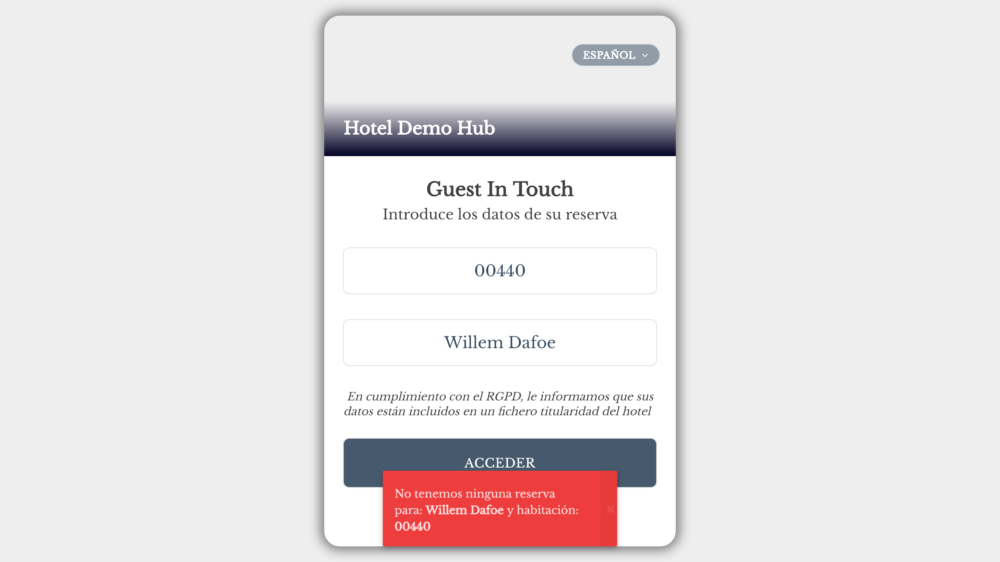 ESPAÑOL
Hotel Demo Hub
Guest In Touch
Introduce los datos de su reserva
00440
Willem Dafoe
En cumplimiento con el RGPD, le informamos que sus
datos están incluidos en un fichero titularidad del hotel
ACCEDER
No tenemos ninguna reserva
para: Willem Dafoe y habitación:
00440